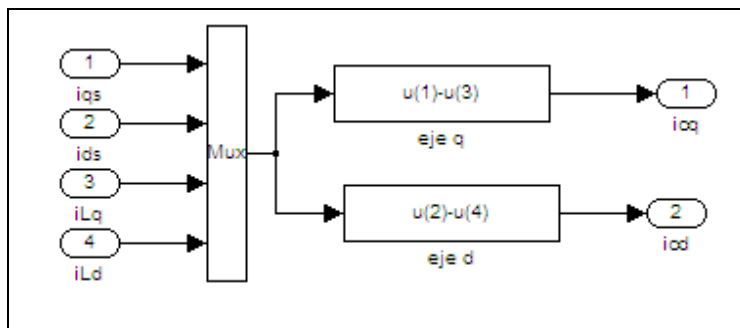 1
iqs
2
ids
3
iLq
4
iLd
Mux
u(1)-u(3)
eje q
u(2)-u(4)
eje d
1
icq
2
icd